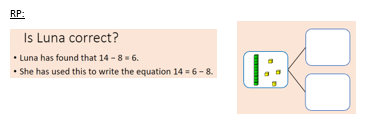 RP:
Is Luna correct?
• Luna has found that 14 – 8 = 6.
• She has used this to write the equation 14 = 6 – 8.